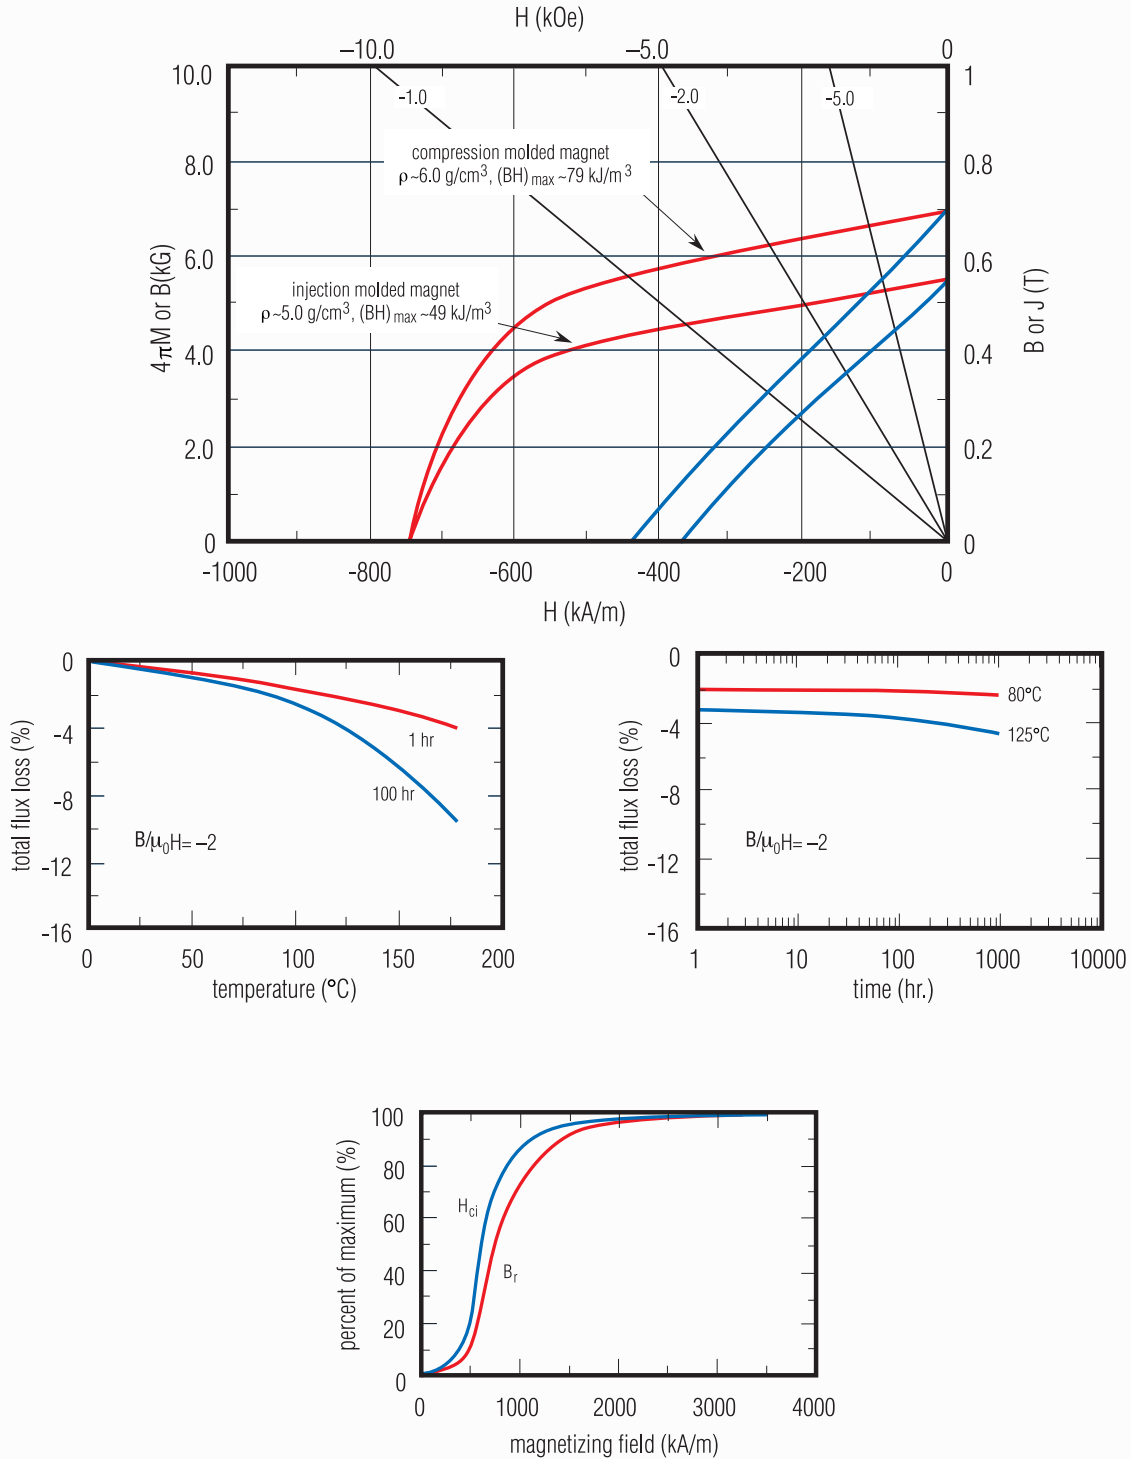 H (kOe)
−10.0
−5.0
0
10.0
8.0
6.0
4.0
2.0
0
4πM or B(kG)
1
0.8
0.6
0.4
0.2
0
B or J (T)
-1.0
-2.0
-5.0
compression molded magnet
ρ~6.0 g/cm³, (BH)max ~79 kJ/m³
injection molded magnet
ρ~5.0 g/cm³, (BH)max ~49 kJ/m³
-1000
-800
-600
-400
-200
0
H (kA/m)
0
-4
-8
-12
-16
total flux loss (%)
1 hr
100 hr
B/μ₀H= −2
0
50
100
150
200
temperature (°C)
0
-4
-8
-12
-16
total flux loss (%)
80°C
125°C
B/μ₀H= −2
1
10
100
1000
10000
time (hr.)
100
80
60
40
20
0
percent of maximum (%)
Hci
Br
0
1000
2000
3000
4000
magnetizing field (kA/m)